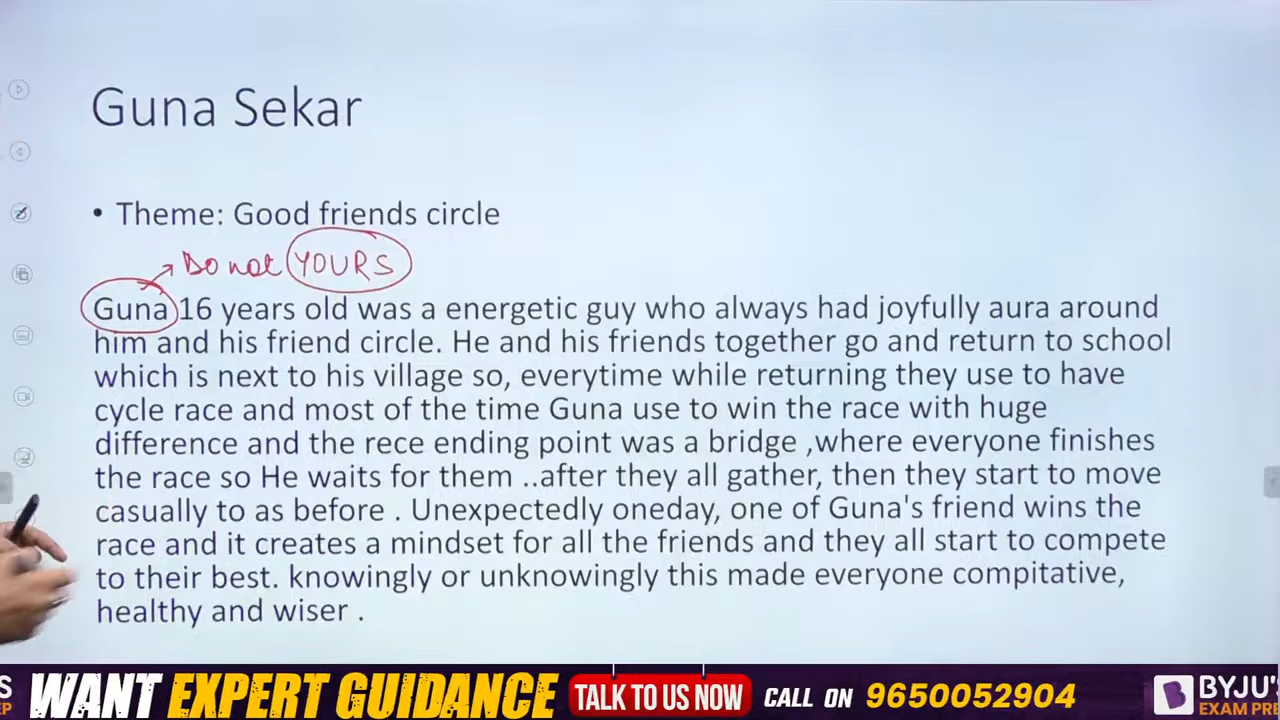 Guna Sekar
• Theme: Good friends circle
Do not YOURS
Guna 16 years old was a energetic guy who always had joyfully aura around
him and his friend circle. He and his friends together go and return to school
which is next to his village so, everytime while returning they use to have
cycle race and most of the time Guna use to win the race with huge
difference and the rece ending point was a bridge ,where everyone finishes
the race so He waits for them ..after they all gather, then they start to move
casually to as before . Unexpectedly oneday, one of Guna's friend wins the
race and it creates a mindset for all the friends and they all start to compete
to their best. knowingly or unknowingly this made everyone compitative,
healthy and wiser .
WANT EXPERT GUIDANCE TALK TO US NOW CALL ON 9650052904
BYJU'S
EXAM PRE